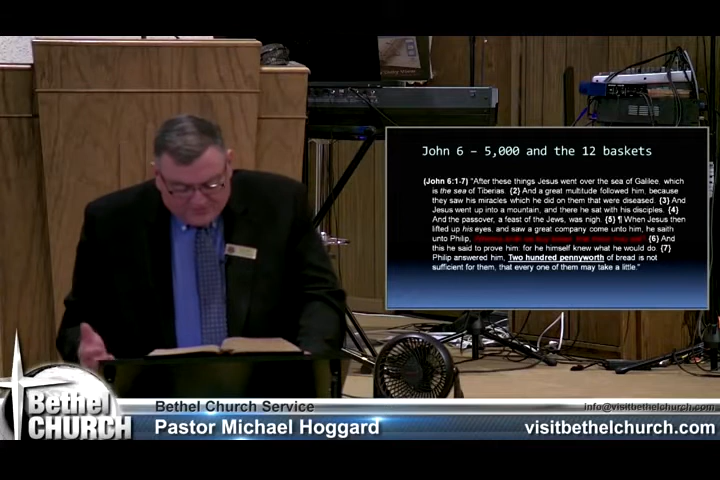 John 6 – 5,000 and the 12 baskets
(John 6:1-7) "After these things Jesus went over the sea of Galilee, which
is the sea of Tiberias. {2} And a great multitude followed him, because
they saw his miracles which he did on them that were diseased. {3} And
Jesus went up into a mountain, and there he sat with his disciples. {4}
And the passover, a feast of the Jews, was nigh. {5} ¶ When Jesus then
lifted up his eyes, and saw a great company come unto him, he saith
unto Philip, {6} And
this he said to prove him: for he himself knew what he would do. {7}
Philip answered him, Two hundred pennyworth of bread is not
sufficient for them, that every one of them may take a little."
Bethel
CHURCH
Bethel Church Service
info@visitbethelchurch.com
Pastor Michael Hoggard
visitbethelchurch.com